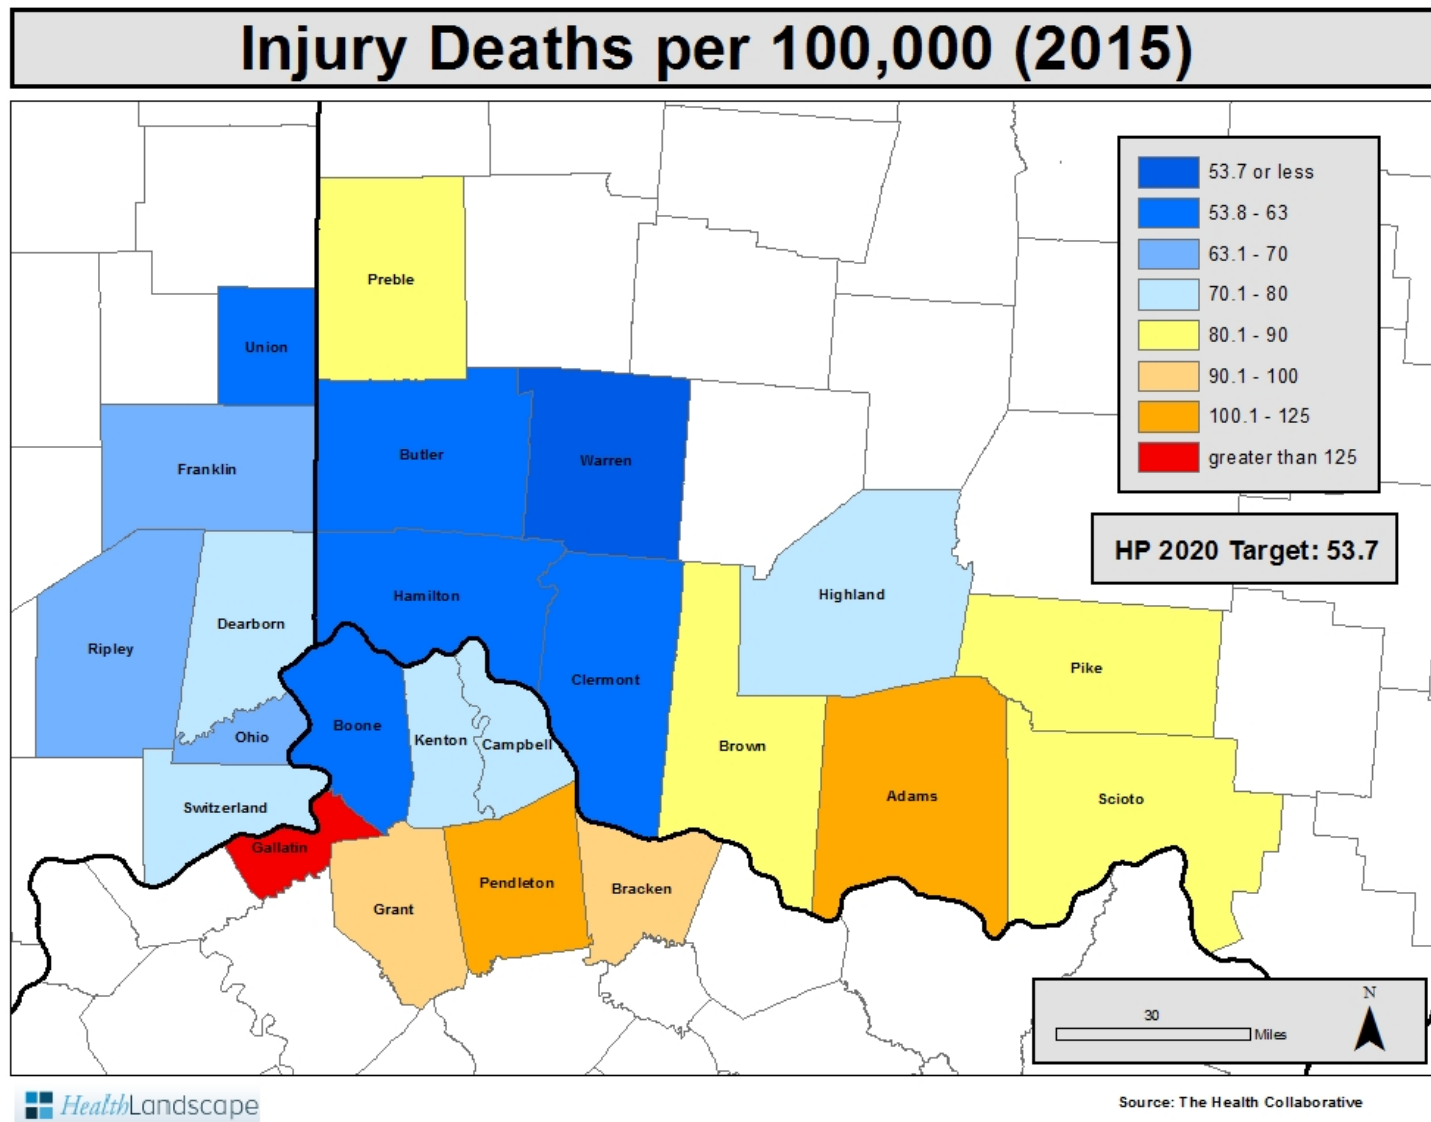 Injury Deaths per 100,000 (2015)
53.7 or less
53.8 - 63
63.1 - 70
70.1 - 80
80.1 - 90
90.1 - 100
100.1 - 125
greater than 125
HP 2020 Target: 53.7
Preble
Union
Butler
Warren
Franklin
Hamilton
Highland
Dearborn
Ripley
Pike
Clermont
Boone
Ohio
Kenton
Campbell
Brown
Adams
Scioto
Switzerland
Gallatin
Pendleton
Bracken
Grant
N
30
Miles
HealthLandscape
Source: The Health Collaborative